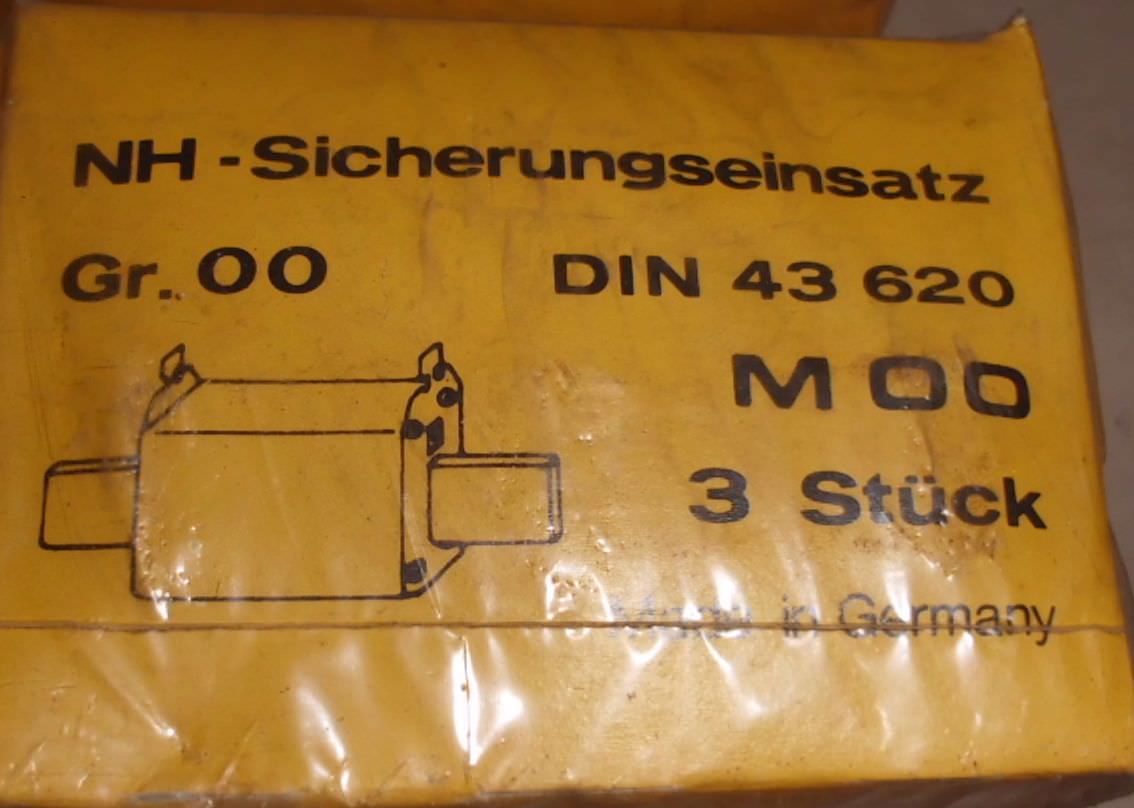 NH-Sicherungseinsatz
Gr. 00 DIN 43 620
M 00
3 Stück
Made in Germany